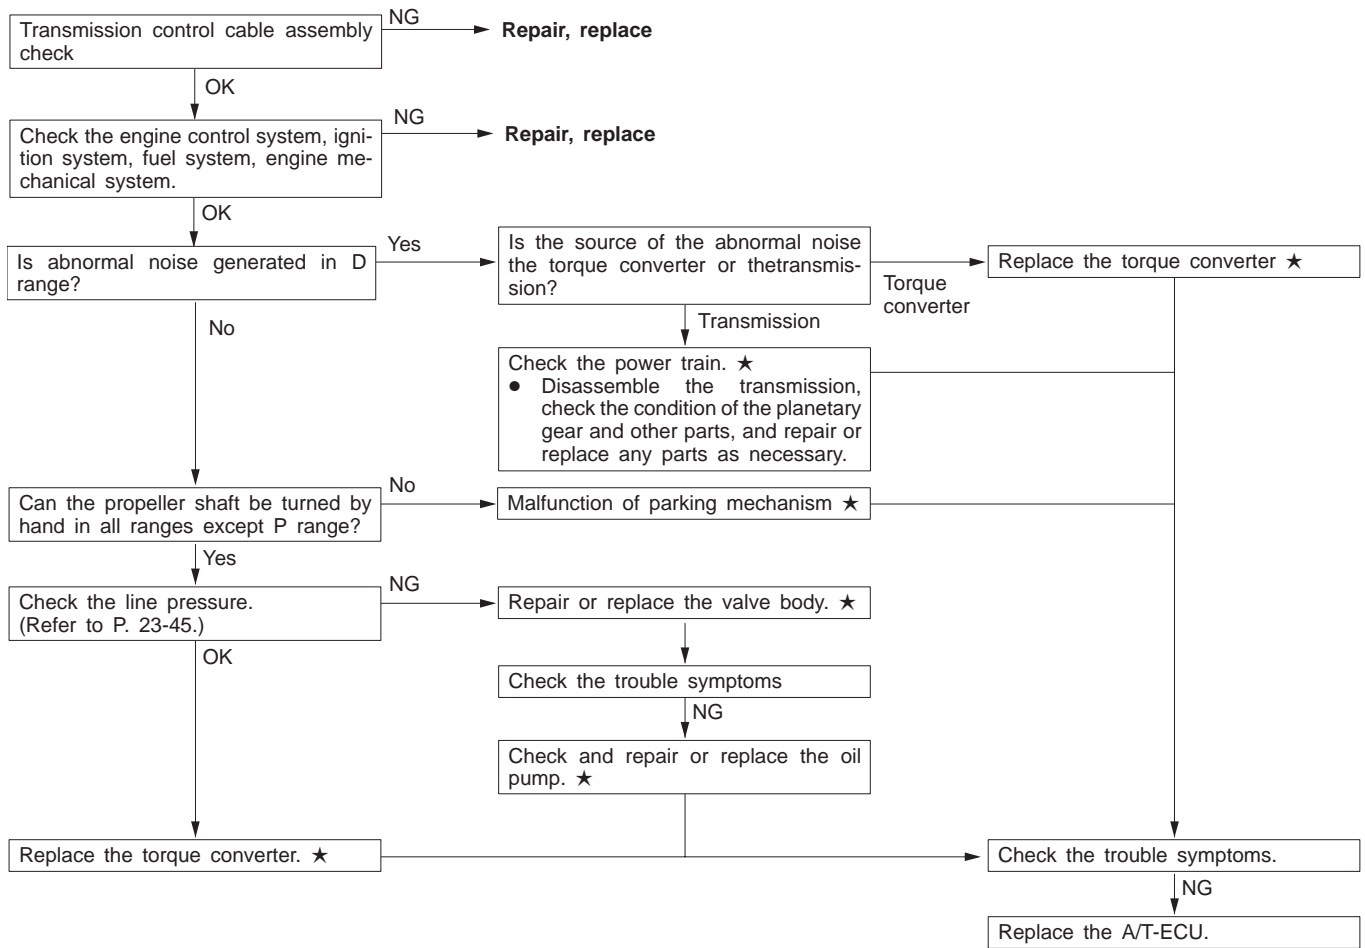 Transmission control cable assembly
check
NG
Repair, replace
OK
Check the engine control system, igni-
tion system, fuel system, engine me-
chanical system.
NG
Repair, replace
OK
Is abnormal noise generated in D
range?
Yes
Is the source of the abnormal noise
the torque converter or thetransmis-
sion?
Torque
converter
Replace the torque converter ★
No
Transmission
Check the power train. ★
● Disassemble the transmission,
check the condition of the planetary
gear and other parts, and repair or
replace any parts as necessary.
Can the propeller shaft be turned by
hand in all ranges except P range?
No
Malfunction of parking mechanism ★
Yes
Check the line pressure.
(Refer to P. 23-45.)
NG
Repair or replace the valve body. ★
OK
Check the trouble symptoms
NG
Check and repair or replace the oil
pump. ★
Replace the torque converter. ★
Check the trouble symptoms.
NG
Replace the A/T-ECU.